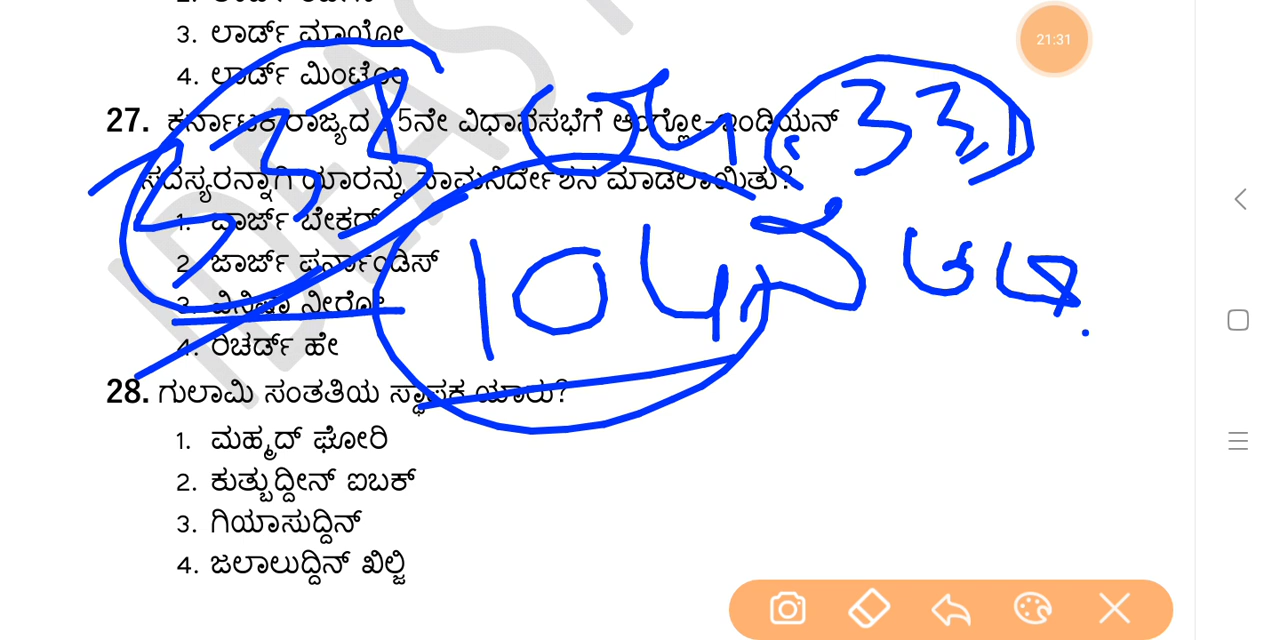 3. ಲಾರ್ಡ್ ಮಾಯೋ
4. ಲಾರ್ಡ್ ಮಿಂಟೋ
21:31
27. ಕರ್ನಾಟಕ ರಾಜ್ಯದ 15ನೇ ವಿಧಾನಸಭೆಗೆ ಆಂಗ್ಲೋ-ಇಂಡಿಯನ್
ಸದಸ್ಯರನ್ನಾಗಿ ಯಾರನ್ನು ನಾಮನಿರ್ದೇಶನ ಮಾಡಲಾಯಿತು?
1. ಜಾರ್ಜ್ ಬೇಕರ್
2. ಜಾರ್ಜ್ ಫರ್ನಾಂಡಿಸ್
3. ವಿನಿಷಾ ನೀರೋ
4. ರಿಚರ್ಡ್ ಹೇ
331
104
28. ಗುಲಾಮಿ ಸಂತತಿಯ ಸ್ಥಾಪಕ ಯಾರು?
1. ಮಹ್ಮದ್ ಘೋರಿ
2. ಕುತ್ಬುದ್ದೀನ್ ಐಬಕ್
3. ಗಿಯಾಸುದ್ದಿನ್
4. ಜಲಾಲುದ್ದಿನ್ ಖಿಲ್ಜಿ